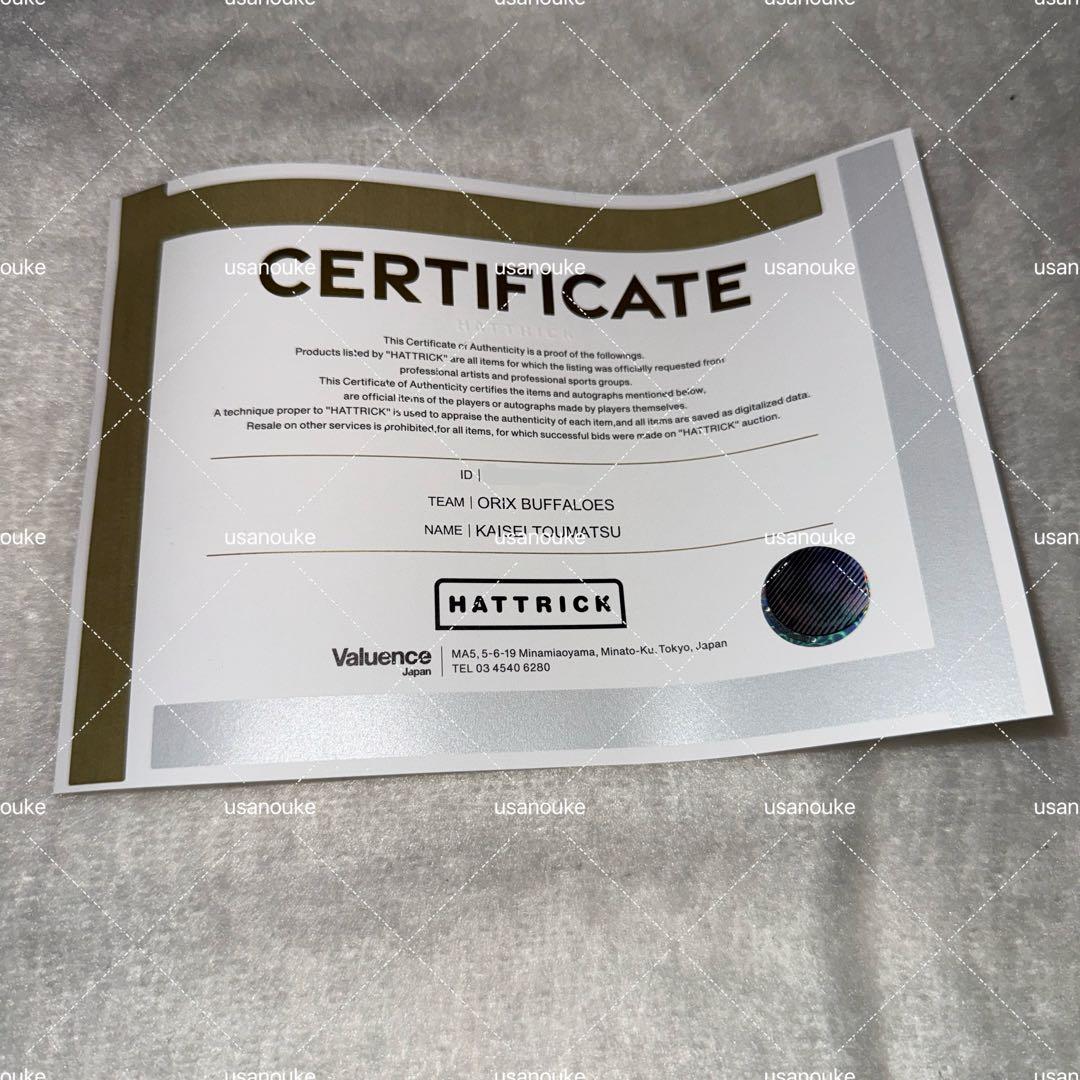 CERTIFICATE
HATTRICK
This Certificate of Authenticity is a proof of the followings.
Products listed by "HATTRICK" are all items for which the listing was officially requested from
professional artists and professional sports groups.
This Certificate of Authenticity certifies the items and autographs mentioned below,
are official items of the players or autographs made by players themselves.
A technique proper to "HATTRICK" is used to appraise the authenticity of each item,and all items are saved as digitalized data.
Resale on other services is prohibited,for all items, for which successful bids were made on "HATTRICK" auction.
ID |
TEAM | ORIX BUFFALOES
NAME | KAISEI TOUMATSU
HATTRICK
Valuence
Japan
MA5, 5-6-19 Minamiaoyama, Minato-Ku.Tokyo, Japan
TEL 03 4540 6280
usanouke